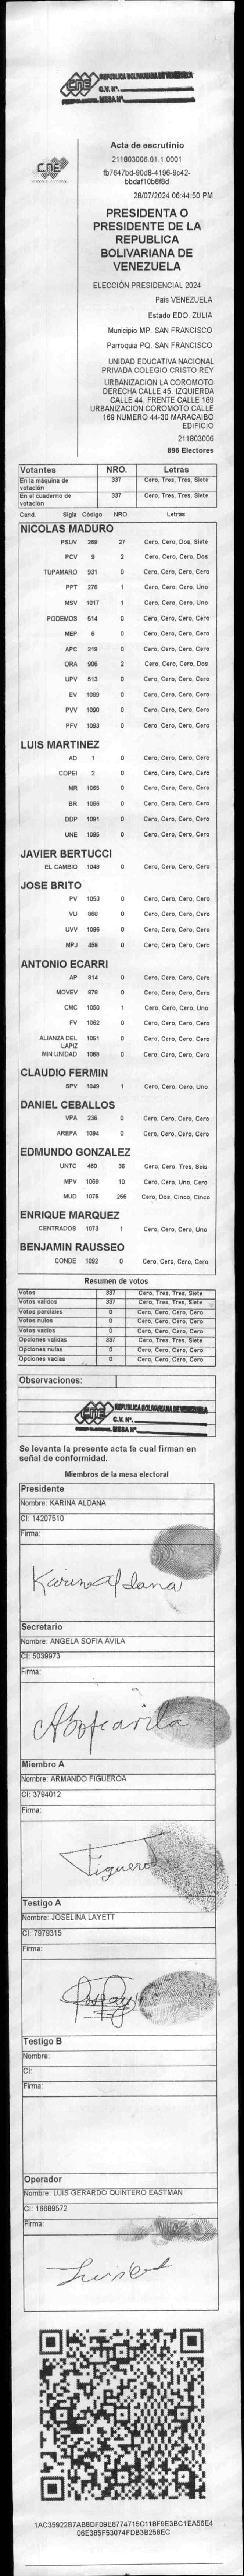 CNE REPUBLICA BOLIVARIANA DE VENEZUELA
C.V. Nº.
MESA Nº
CNE
Acta de escrutinio
211803006.01.1.0001
fb7647bd-90d8-4196-9c42-
bbdaf10b8f8d
28/07/2024 06:44:50 PM
PRESIDENTA O
PRESIDENTE DE LA
REPUBLICA
BOLIVARIANA DE
VENEZUELA
ELECCIÓN PRESIDENCIAL 2024
Pais VENEZUELA
Estado EDO. ZULIA
Municipio MP. SAN FRANCISCO
Parroquia PQ. SAN FRANCISCO
UNIDAD EDUCATIVA NACIONAL
PRIVADA COLEGIO CRISTO REY
URBANIZACION LA COROMOTO
DERECHA CALLE 45. IZQUIERDA
CALLE 44. FRENTE CALLE 169
URBANIZACION COROMOTO CALLE
169 NUMERO 44-30 MARACAIBO
EDIFICIO
211803006
896 Electores
Votantes NRO. Letras
En la máquina de votación 337 Cero, Tres, Tres, Siete
En el cuaderno de votación 337 Cero, Tres, Tres, Siete
Cand. Sigla Código NRO. Letras
NICOLAS MADURO
PSUV 269 27 Cero, Cero, Dos, Siete
PCV 9 2 Cero, Cero, Cero, Dos
TUPAMARO 931 0 Cero, Cero, Cero, Cero
PPT 276 1 Cero, Cero, Cero, Uno
MSV 1017 1 Cero, Cero, Cero, Uno
PODEMOS 514 0 Cero, Cero, Cero, Cero
MEP 6 0 Cero, Cero, Cero, Cero
APC 219 0 Cero, Cero, Cero, Cero
ORA 906 2 Cero, Cero, Cero, Dos
UPV 513 0 Cero, Cero, Cero, Cero
EV 1089 0 Cero, Cero, Cero, Cero
PVV 1090 0 Cero, Cero, Cero, Cero
PFV 1093 0 Cero, Cero, Cero, Cero
LUIS MARTINEZ
AD 1 0 Cero, Cero, Cero, Cero
COPEI 2 0 Cero, Cero, Cero, Cero
MR 1065 0 Cero, Cero, Cero, Cero
BR 1066 0 Cero, Cero, Cero, Cero
DDP 1091 0 Cero, Cero, Cero, Cero
UNE 1095 0 Cero, Cero, Cero, Cero
JAVIER BERTUCCI
EL CAMBIO 1048 0 Cero, Cero, Cero, Cero
JOSE BRITO
PV 1053 0 Cero, Cero, Cero, Cero
VU 868 0 Cero, Cero, Cero, Cero
UVV 1096 0 Cero, Cero, Cero, Cero
MPJ 458 0 Cero, Cero, Cero, Cero
ANTONIO ECARRI
AP 814 0 Cero, Cero, Cero, Cero
MOVEV 878 0 Cero, Cero, Cero, Cero
CMC 1050 1 Cero, Cero, Cero, Uno
FV 1062 0 Cero, Cero, Cero, Cero
ALIANZA DEL LAPIZ 1061 0 Cero, Cero, Cero, Cero
MIN UNIDAD 1068 0 Cero, Cero, Cero, Cero
CLAUDIO FERMIN
SPV 1049 1 Cero, Cero, Cero, Uno
DANIEL CEBALLOS
VPA 236 0 Cero, Cero, Cero, Cero
AREPA 1094 0 Cero, Cero, Cero, Cero
EDMUNDO GONZALEZ
UNTC 460 36 Cero, Cero, Tres, Seis
MPV 1069 10 Cero, Cero, Uno, Cero
MUD 1075 255 Cero, Dos, Cinco, Cinco
ENRIQUE MARQUEZ
CENTRADOS 1073 1 Cero, Cero, Cero, Uno
BENJAMIN RAUSSEO
CONDE 1092 0 Cero, Cero, Cero, Cero
Resumen de votos
Votos 337 Cero, Tres, Tres, Siete
Votos validos 337 Cero, Tres, Tres, Siete
Votos parciales 0 Cero, Cero, Cero, Cero
Votos nulos 0 Cero, Cero, Cero, Cero
Votos vacios 0 Cero, Cero, Cero, Cero
Opciones validas 337 Cero, Tres, Tres, Siete
Opciones nulas 0 Cero, Cero, Cero, Cero
Opciones vacias 0 Cero, Cero, Cero, Cero
Observaciones:
CNE REPUBLICA BOLIVARIANA DE VENEZUELA
C.V. Nº.
MESA Nº.
Se levanta la presente acta la cual firman en
señal de conformidad.
Miembros de la mesa electoral
Presidente
Nombre: KARINA ALDANA
CI: 14207510
Firma:
Karina Aldana
Secretario
Nombre: ANGELA SOFIA AVILA
CI: 5039973
Firma:
Miembro A
Nombre: ARMANDO FIGUEROA
CI: 3794012
Firma:
Figueroa
Testigo A
Nombre: JOSELINA LAYETT
CI: 7979315
Firma:
Testigo B
Nombre:
CI:
Firma:
Operador
Nombre: LUIS GERARDO QUINTERO EASTMAN
CI: 16689572
Firma:
1AC35922B7AB8DF09E8774715C118F9E3BC1EA56E4
06E385F53074FDB3B258EC